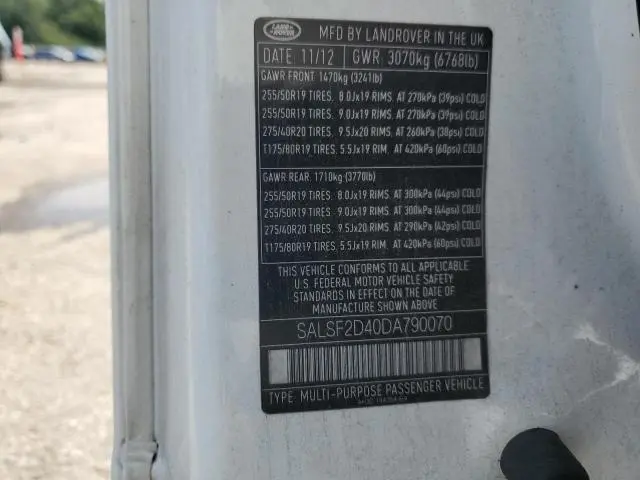 LAND ROVER
MFD BY LANDROVER IN THE UK
DATE 11/12 GWR 3070kg (6768lb)
GAWR FRONT 1470kg (3241lb)
255/50R19 TIRES. 8.0Jx19 RIMS. AT 270kPa (39psi) COLD
255/50R19 TIRES. 9.0Jx19 RIMS. AT 270kPa (39psi) COLD
275/40R20 TIRES. 9.5Jx20 RIMS. AT 260kPa (38psi) COLD
T175/80R19 TIRES. 5.5Jx19 RIM. AT 420kPa (60psi) COLD
GAWR REAR. 1710kg (3770lb)
255/50R19 TIRES. 8.0Jx19 RIMS. AT 300kPa (44psi) COLD
255/50R19 TIRES. 9.0Jx19 RIMS. AT 300kPa (44psi) COLD
275/40R20 TIRES. 9.5Jx20 RIMS. AT 290kPa (42psi) COLD
T175/80R19 TIRES. 5.5Jx19 RIM. AT 420kPa (60psi) COLD
THIS VEHICLE CONFORMS TO ALL APPLICABLE
U.S. FEDERAL MOTOR VEHICLE SAFETY
STANDARDS IN EFFECT ON THE DATE OF
MANUFACTURE SHOWN ABOVE
SALSF2D40DA790070
TYPE: MULTI-PURPOSE PASSENGER VEHICLE